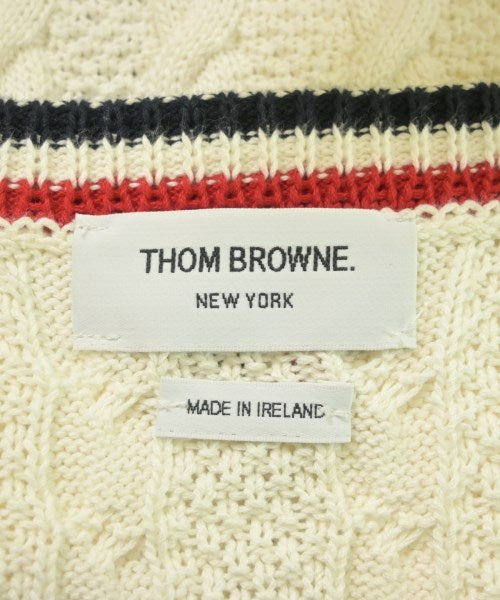 THOM BROWNE.
NEW YORK
MADE IN IRELAND